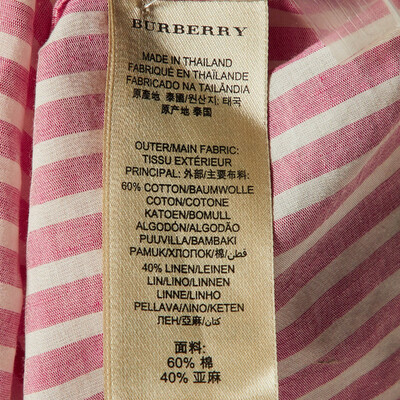 BURBERRY
MADE IN THAILAND
FABRIQUÉ EN THAÏLANDE
FABRICADO NA TAILÂNDIA
原産地 泰國/원산지: 태국
原产地 泰国
OUTER/MAIN FABRIC:
TISSU EXTÉRIEUR
PRINCIPAL: 外部/主要布料:
60% COTTON/BAUMWOLLE
COTON/COTONE
KATOEN/BOMULL
ALGODÓN/ALGODÃO
PUUVILLA/BAMBAKI
PAMUK/ХЛОПОК/棉/قطن
40% LINEN/LEINEN
LIN/LINO/LINNEN
LINNE/LINHO
PELLAVA/ΛΙΝΟ/KETEN
ЛЕН/亞麻/كتان
面料:
60% 棉
40% 亚麻